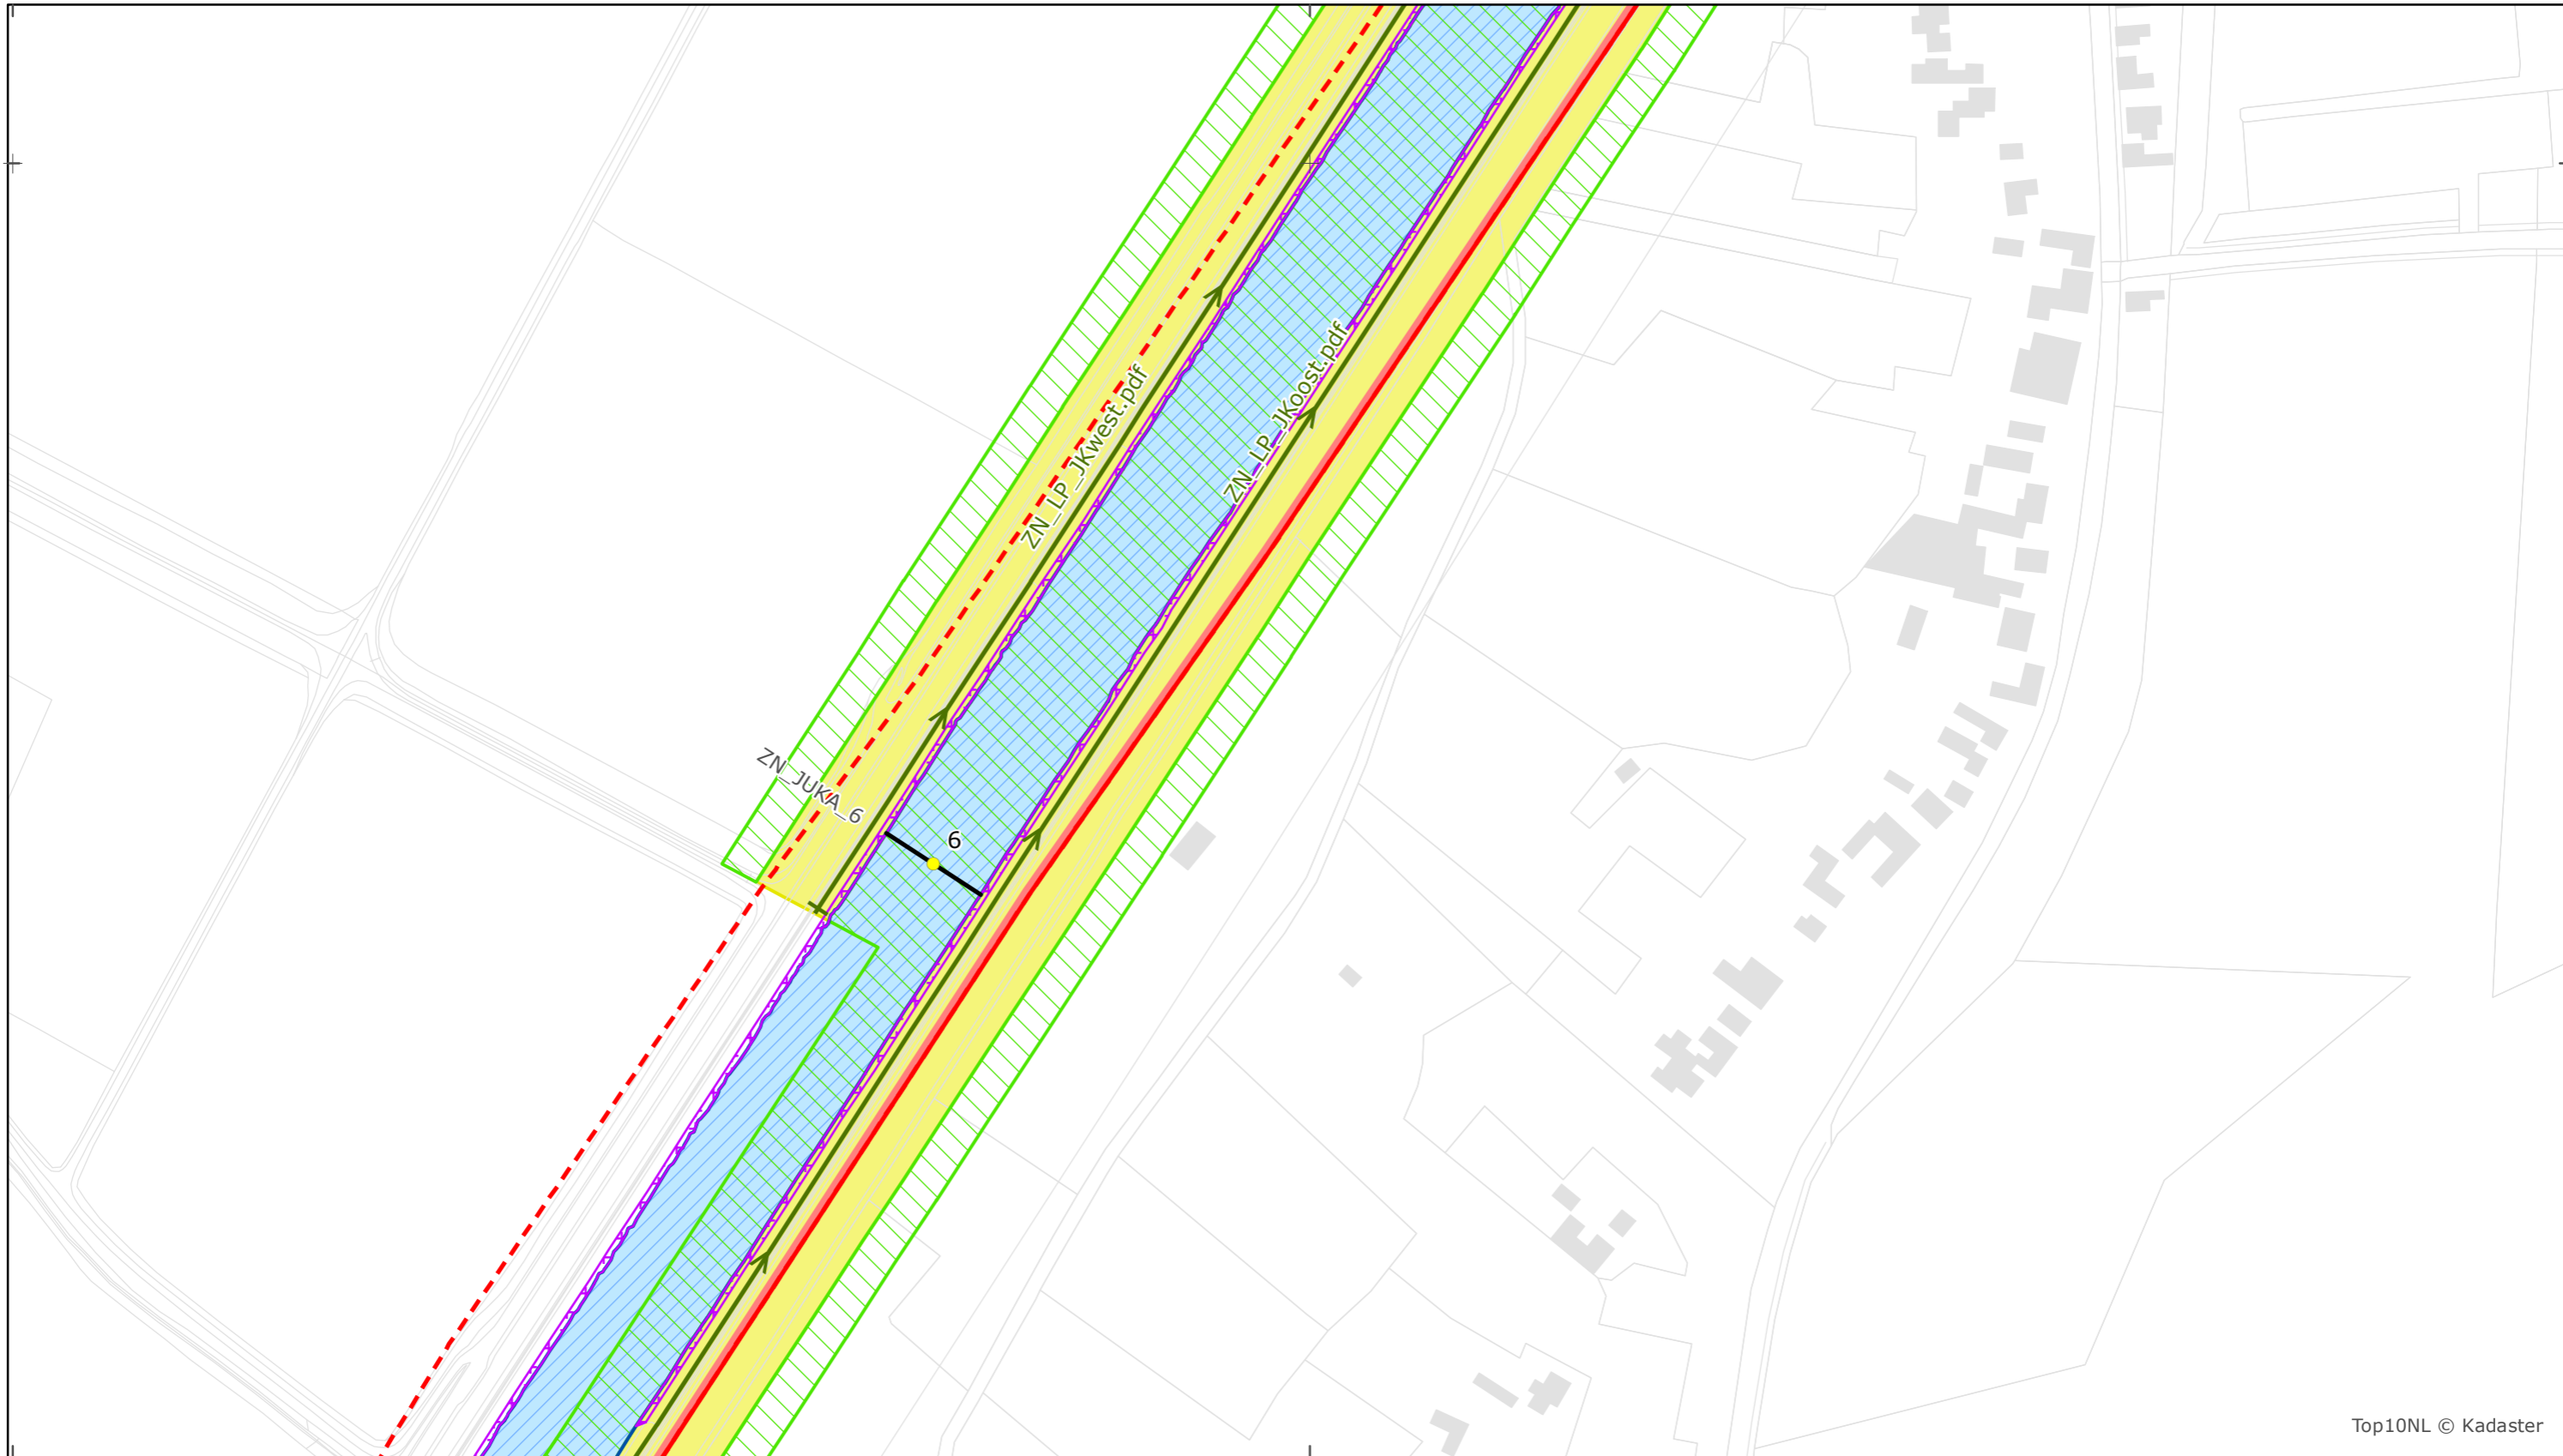 ZN_LP_JKwest.pdf
ZN_LP_JKoost.pdf
ZN_JUKA_6
6
Top10NL © Kadaster